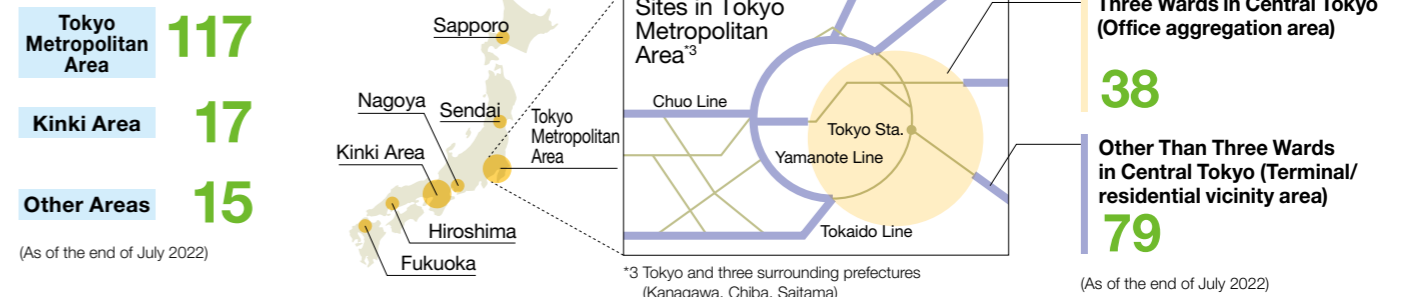 Tokyo
Metropolitan
Area
117
Kinki Area
17
Other Areas
15
(As of the end of July 2022)
Sapporo
Nagoya
Sendai
Tokyo
Metropolitan
Area
Kinki Area
Hiroshima
Fukuoka
Sites in Tokyo
Metropolitan
Area*3
Chuo Line
Tokyo Sta.
Yamanote Line
Tokaido Line
*3 Tokyo and three surrounding prefectures
(Kanagawa, Chiba, Saitama)
Three Wards in Central Tokyo
(Office aggregation area)
38
Other Than Three Wards
in Central Tokyo (Terminal/
residential vicinity area)
79
(As of the end of July 2022)